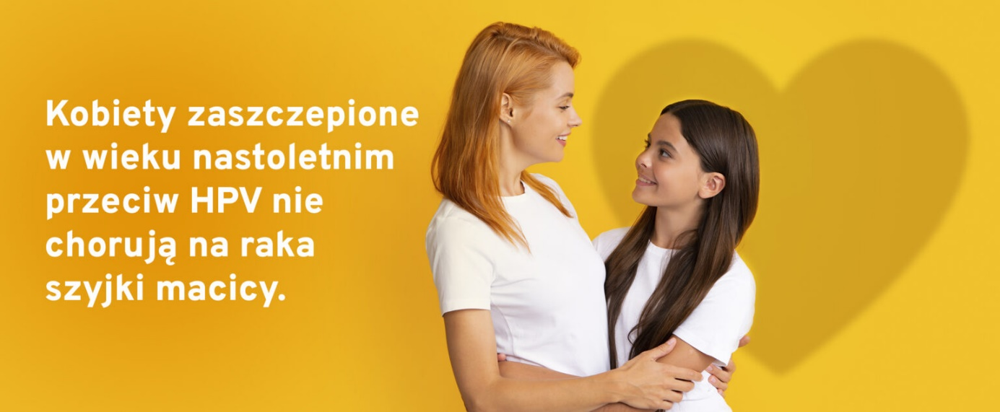 Kobiety zaszczepione
w wieku nastoletnim
przeciw HPV nie
chorują na raka
szyjki macicy.